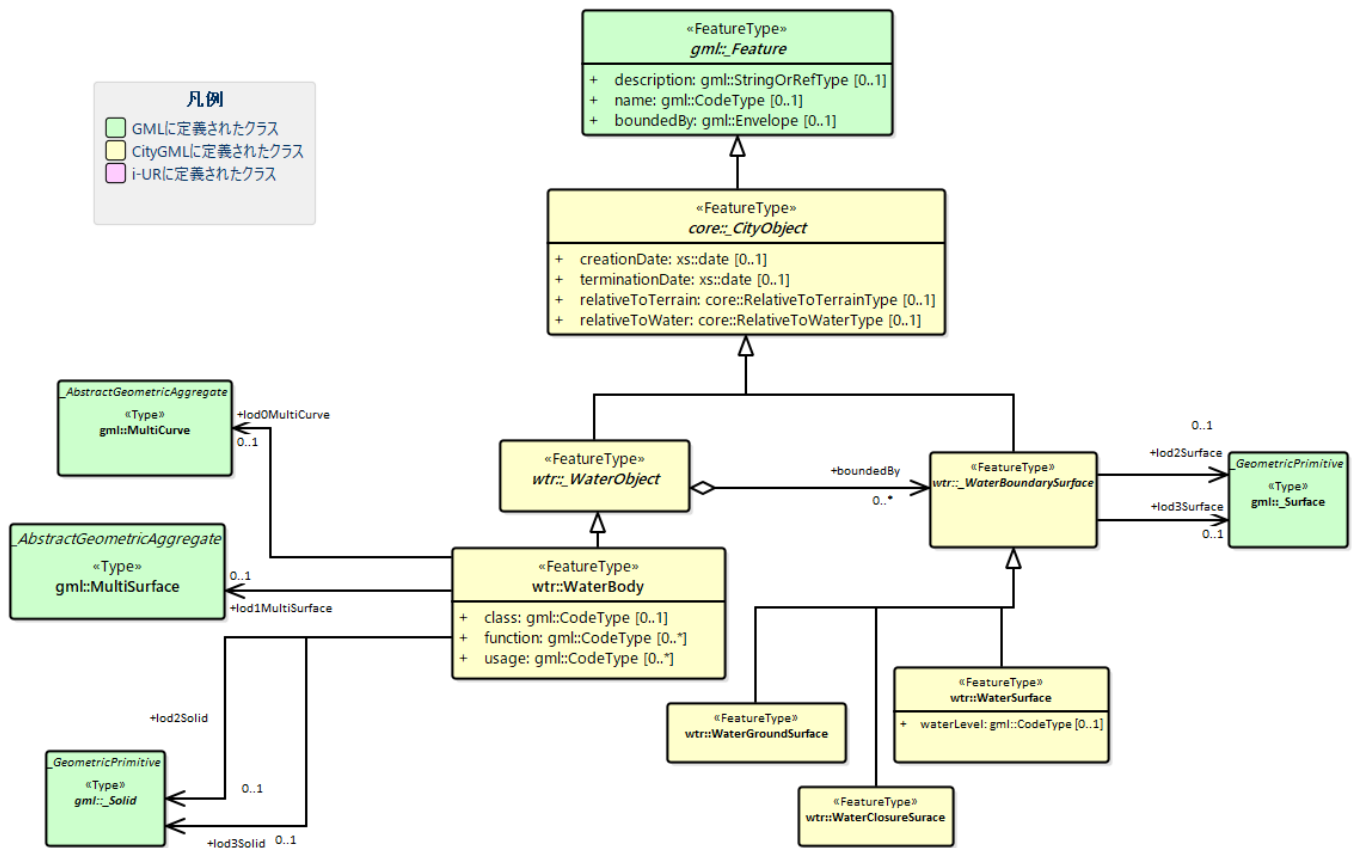 «FeatureType»
gml::_Feature
+ description: gml::StringOrRefType [0..1]
+ name: gml::CodeType [0..1]
+ boundedBy: gml::Envelope [0..1]
凡例
GMLに定義されたクラス
CityGMLに定義されたクラス
i-URに定義されたクラス
«FeatureType»
core::_CityObject
+ creationDate: xs::date [0..1]
+ terminationDate: xs::date [0..1]
+ relativeToTerrain: core::RelativeToTerrainType [0..1]
+ relativeToWater: core::RelativeToWaterType [0..1]
_AbstractGeometricAggregate
«Type»
gml::MultiCurve
+lod0MultiCurve
0..1
«FeatureType»
wtr::_WaterObject
+boundedBy
0..*
«FeatureType»
wtr::_WaterBoundarySurface
0..1
+lod2Surface
+lod3Surface
0..1
_GeometricPrimitive
«Type»
gml::_Surface
_AbstractGeometricAggregate
«Type»
gml::MultiSurface
0..1
+lod1MultiSurface
«FeatureType»
wtr::WaterBody
+ class: gml::CodeType [0..1]
+ function: gml::CodeType [0..*]
+ usage: gml::CodeType [0..*]
«FeatureType»
wtr::WaterSurface
+ waterLevel: gml::CodeType [0..1]
«FeatureType»
wtr::WaterGroundSurface
«FeatureType»
wtr::WaterClosureSurace
+lod2Solid
0..1
_GeometricPrimitive
«Type»
gml::_Solid
+lod3Solid
0..1